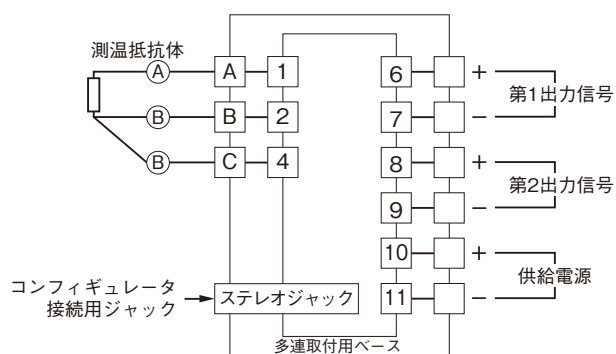 測温抵抗体
A A 1
B B 2
B C 4
6 +
7 −
第1出力信号
8 +
9 −
第2出力信号
10 +
11 −
供給電源
コンフィギュレータ
接続用ジャック
ステレオジャック
多連取付用ベース